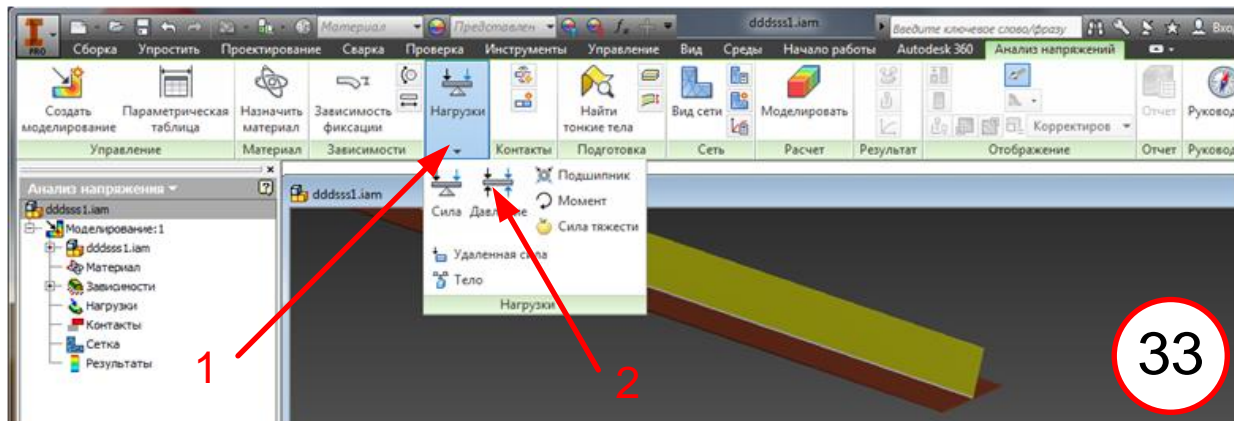 Материал
Представлен
dddsss1.iam
Введите ключевое слово/фразу
PRO
Сборка Упростить Проектирование Сварка Проверка Инструменты Управление Вид Среды Начало работы Autodesk 360 Анализ напряжений
Создать моделирование
Параметрическая таблица
Назначить материал
Зависимость фиксации
Нагрузки
Найти тонкие тела
Вид сети
Моделировать
Корректиров
Отчет
Управление Материал Зависимости Контакты Подготовка Сеть Расчет Результат Отображение Отчет
Анализ напряжения
dddsss1.iam
Моделирование:1
dddsss1.iam
Материал
Зависимости
Нагрузки
Контакты
Сетка
Результаты
dddsss1.iam
Сила
Подшипник
Момент
Сила тяжести
Удаленная сила
Тело
Нагрузки
1
2
33